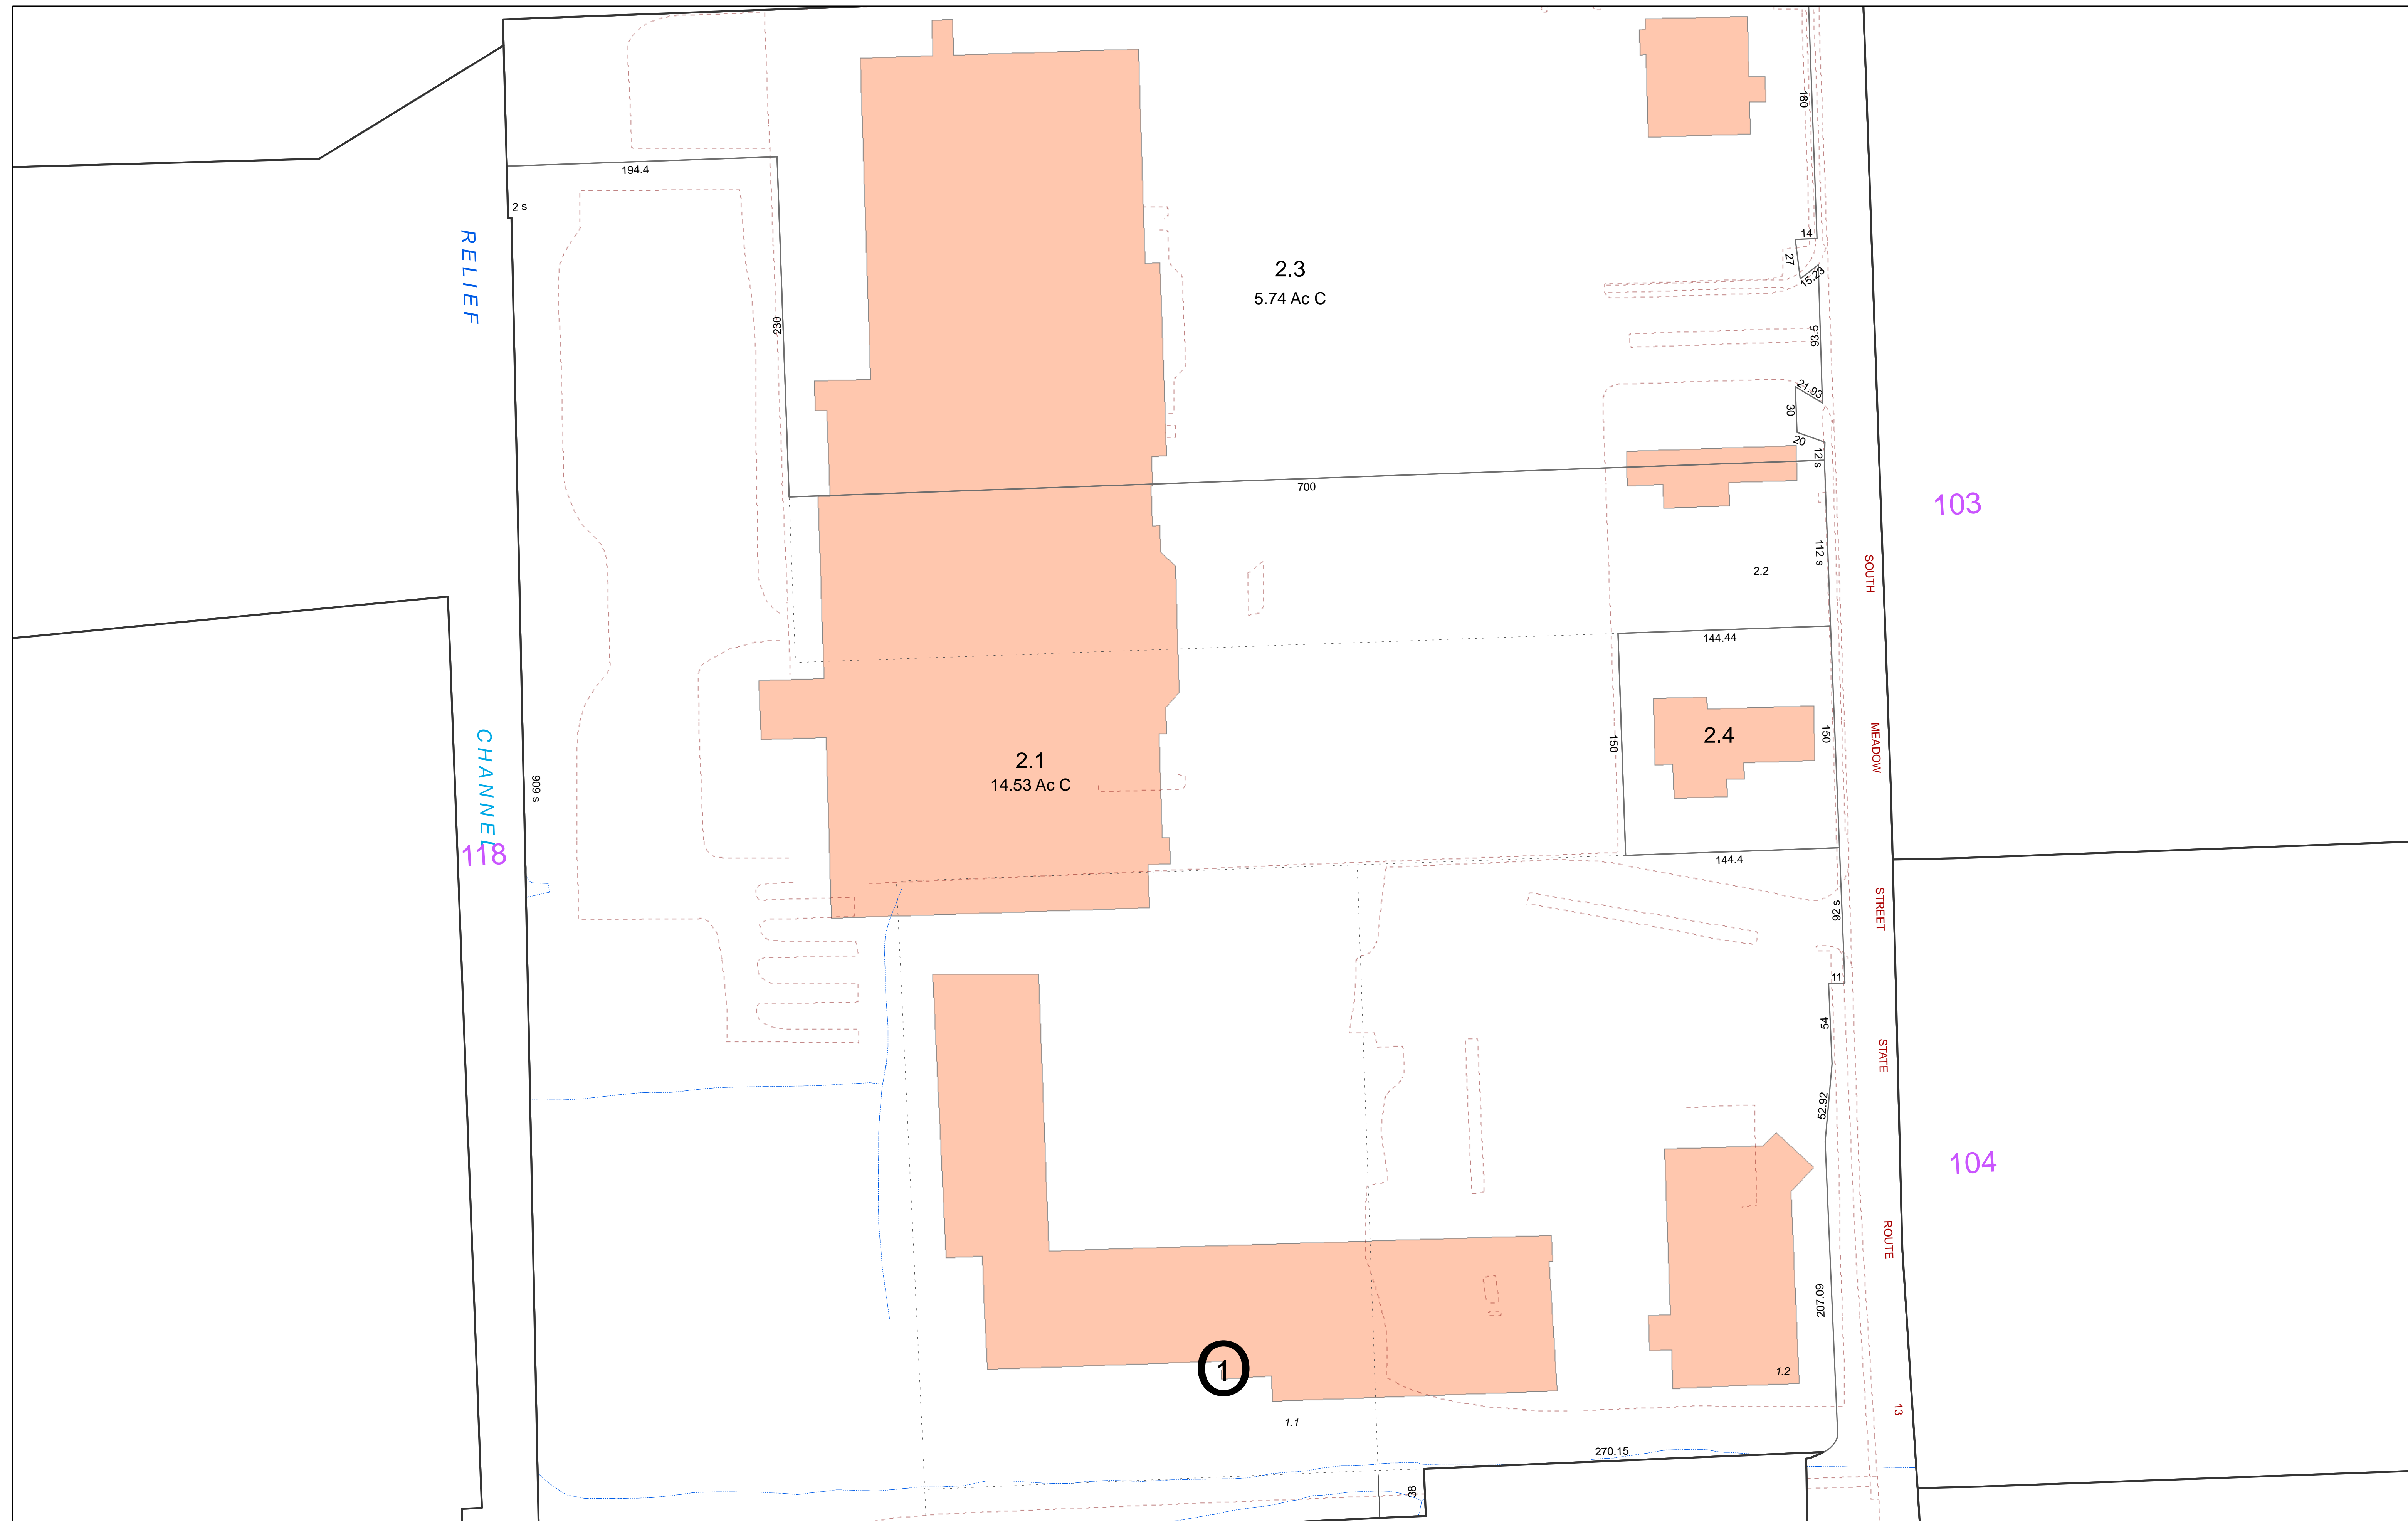 180
194.4
2 s
RELIEF
14
27
15.23
2.3
5.74 Ac C
230
93.5
21.93
30
20
12 s
700
103
112 s
2.2
SOUTH
144.44
MEADOW
2.4
150
150
2.1
14.53 Ac C
CHANNEL
909 s
118
144.4
STREET
92 s
11
54
STATE
52.92
104
ROUTE
207.09
1
1.2
13
1.1
270.15
38